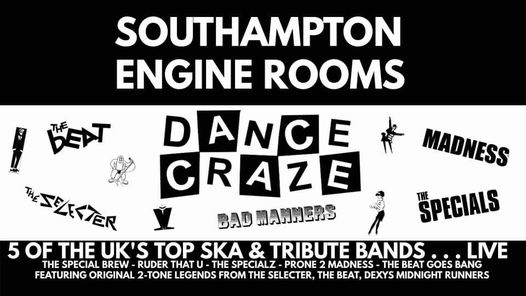 SOUTHAMPTON
ENGINE ROOMS
THE BEAT
DANCE
CRAZE
MADNESS
THE SELECTER
BAD MANNERS
THE SPECIALS
5 OF THE UK'S TOP SKA & TRIBUTE BANDS . . . LIVE
THE SPECIAL BREW - RUDER THAT U - THE SPECIALZ - PRONE 2 MADNESS - THE BEAT GOES BANG
FEATURING ORIGINAL 2-TONE LEGENDS FROM THE SELECTER, THE BEAT, DEXYS MIDNIGHT RUNNERS